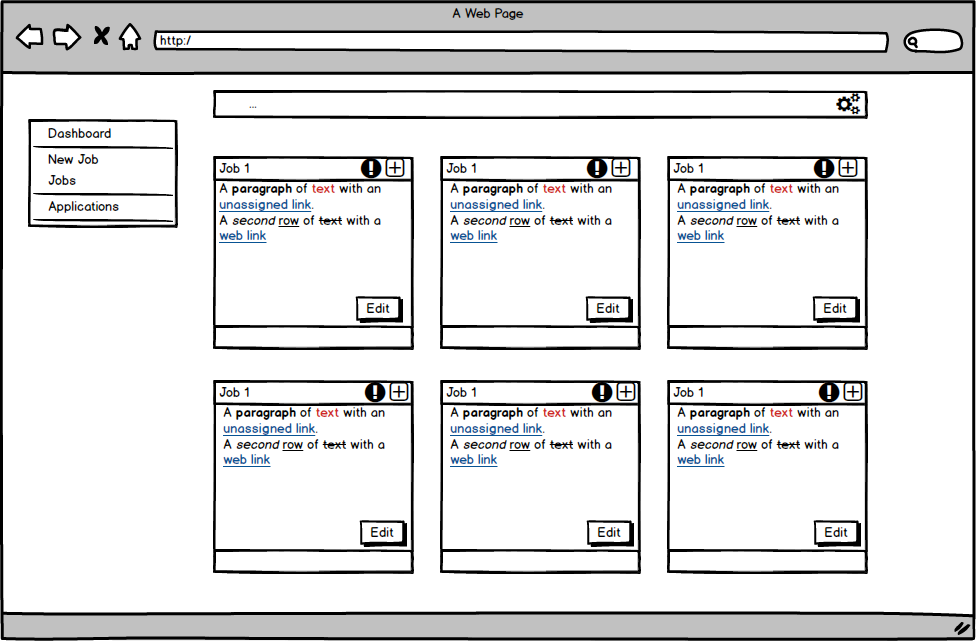 A Web Page
http:/
...
Dashboard
New Job
Jobs
Applications
Job 1
A paragraph of text with an
unassigned link.
A second row of text with a
web link
Edit
Job 1
A paragraph of text with an
unassigned link.
A second row of text with a
web link
Edit
Job 1
A paragraph of text with an
unassigned link.
A second row of text with a
web link
Edit
Job 1
A paragraph of text with an
unassigned link.
A second row of text with a
web link
Edit
Job 1
A paragraph of text with an
unassigned link.
A second row of text with a
web link
Edit
Job 1
A paragraph of text with an
unassigned link.
A second row of text with a
web link
Edit